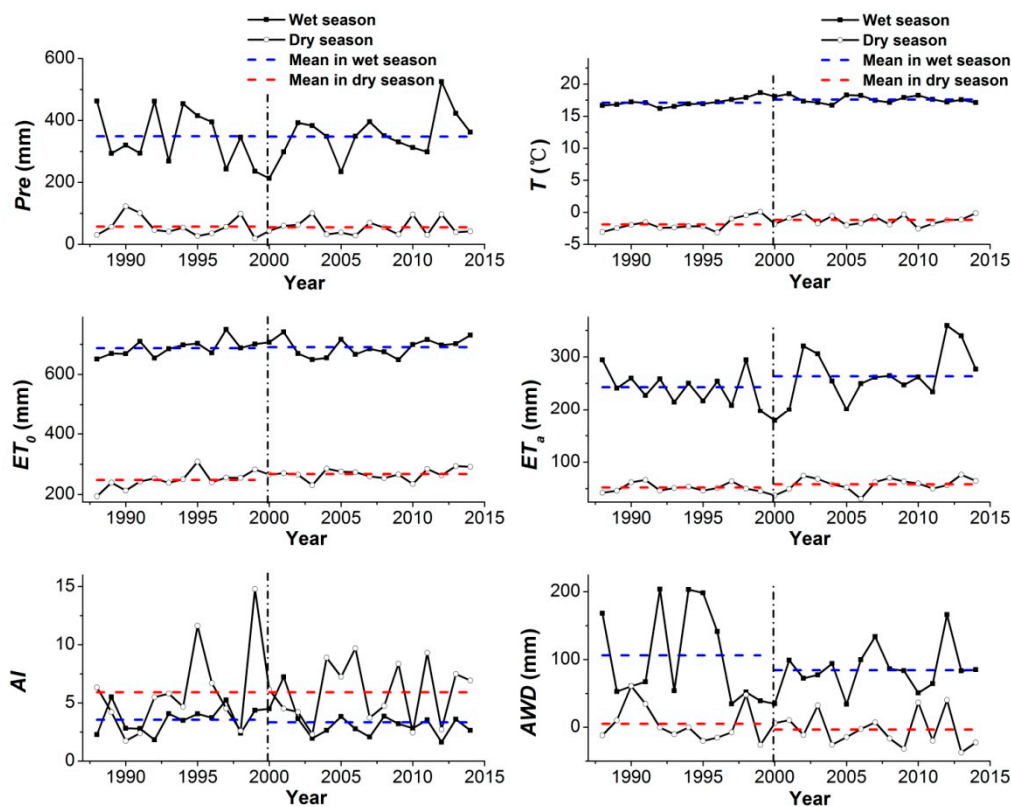 Wet season
Dry season
Mean in wet season
Mean in dry season
600
400
200
0
Pre (mm)
1990 1995 2000 2005 2010 2015
Year
Wet season
Dry season
Mean in wet season
Mean in dry season
20
15
10
5
0
-5
T (℃)
1990 1995 2000 2005 2010 2015
Year
600
400
200
ET0 (mm)
1990 1995 2000 2005 2010 2015
Year
300
200
100
50
ETa (mm)
1990 1995 2000 2005 2010 2015
Year
15
10
5
0
AI
1990 1995 2000 2005 2010 2015
Year
200
100
0
AWD (mm)
1990 1995 2000 2005 2010 2015
Year